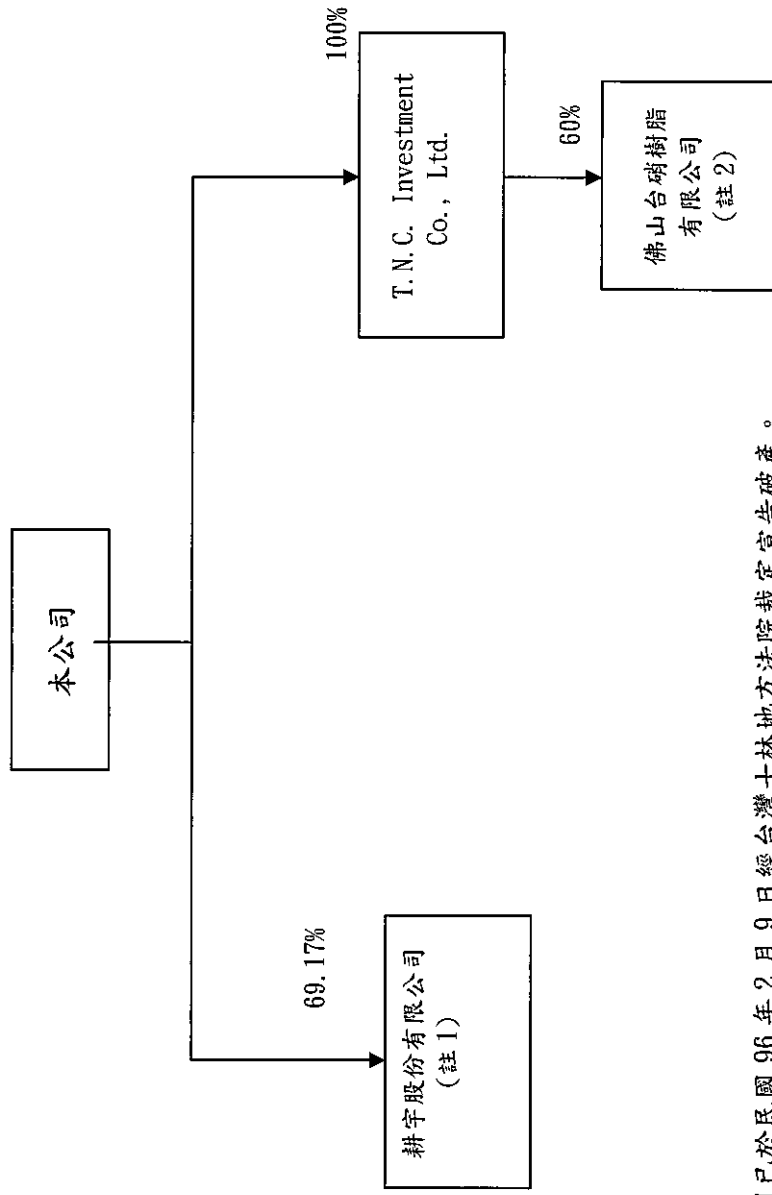 本公司
69.17%
100%
耕宇股份有限公司
(註1)
T.N.C. Investment
Co., Ltd.
60%
佛山台硝樹脂
有限公司
(註2)
已於民國 96 年 2 月 9 日經台灣士林地方法院裁定宣告破產。